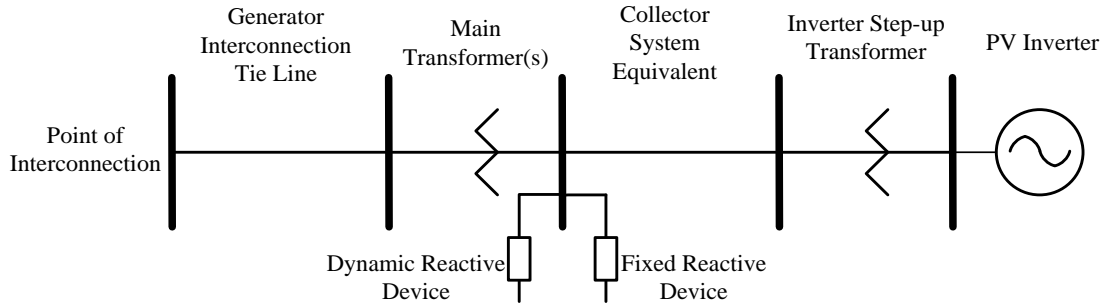 Generator
Interconnection
Tie Line
Main
Transformer(s)
Collector
System
Equivalent
Inverter Step-up
Transformer
PV Inverter
Point of
Interconnection
Dynamic Reactive
Device
Fixed Reactive
Device